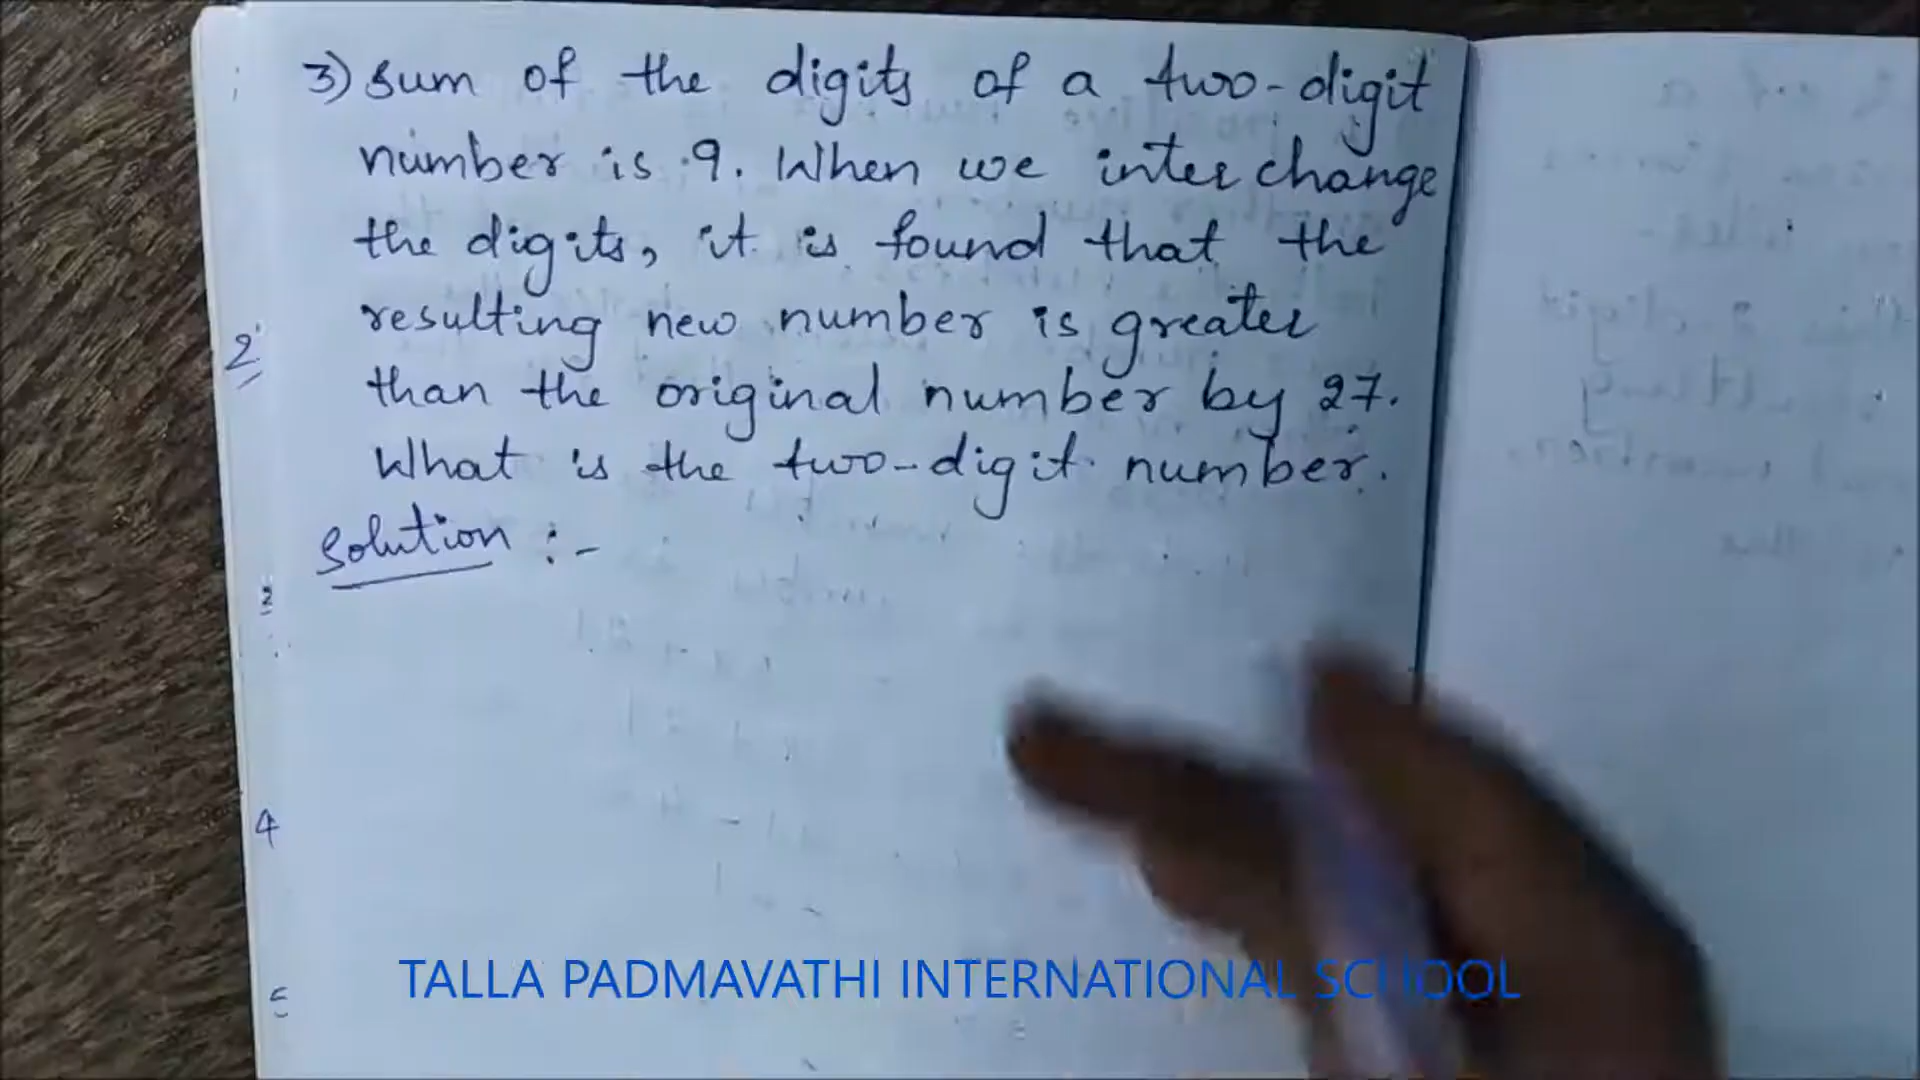 3) Sum of the digits of a two-digit
number is 9. When we interchange
the digits, it is found that the
resulting new number is greater
than the original number by 27.
What is the two-digit number.
Solution :-
2
4
TALLA PADMAVATHI INTERNATIONAL SCHOOL